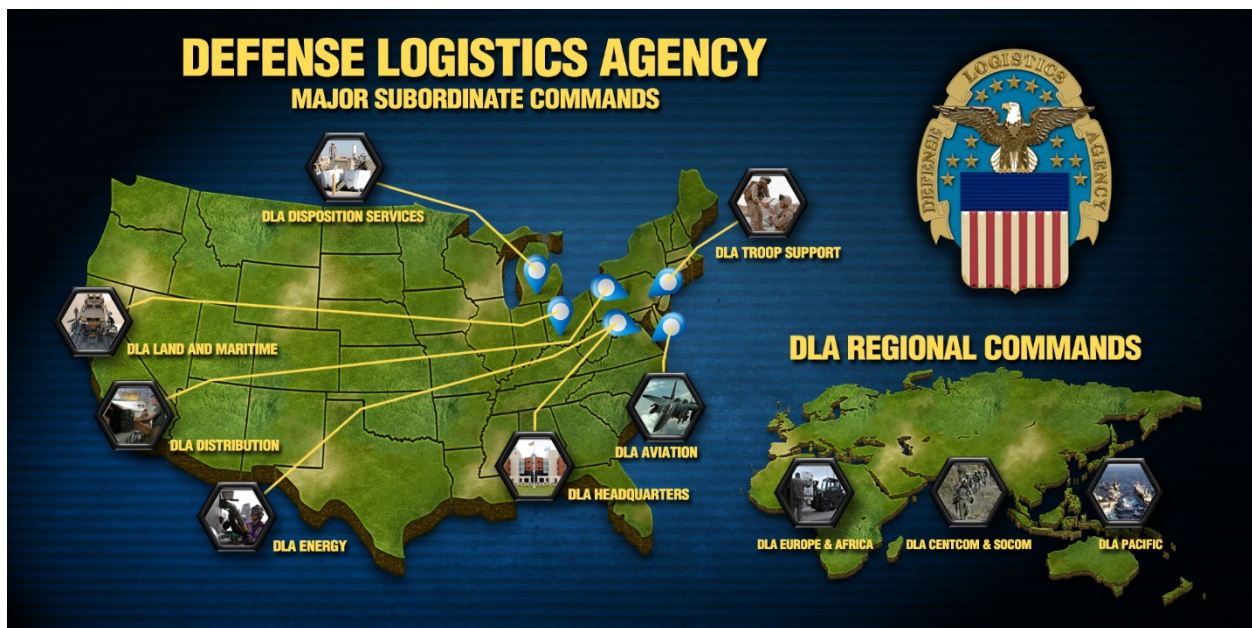 DEFENSE LOGISTICS AGENCY
MAJOR SUBORDINATE COMMANDS
LOGISTICS
DEFENSE
AGENCY
DLA DISPOSITION SERVICES
DLA TROOP SUPPORT
DLA LAND AND MARITIME
DLA DISTRIBUTION
DLA AVIATION
DLA HEADQUARTERS
DLA ENERGY
DLA REGIONAL COMMANDS
DLA EUROPE & AFRICA
DLA CENTCOM & SOCOM
DLA PACIFIC